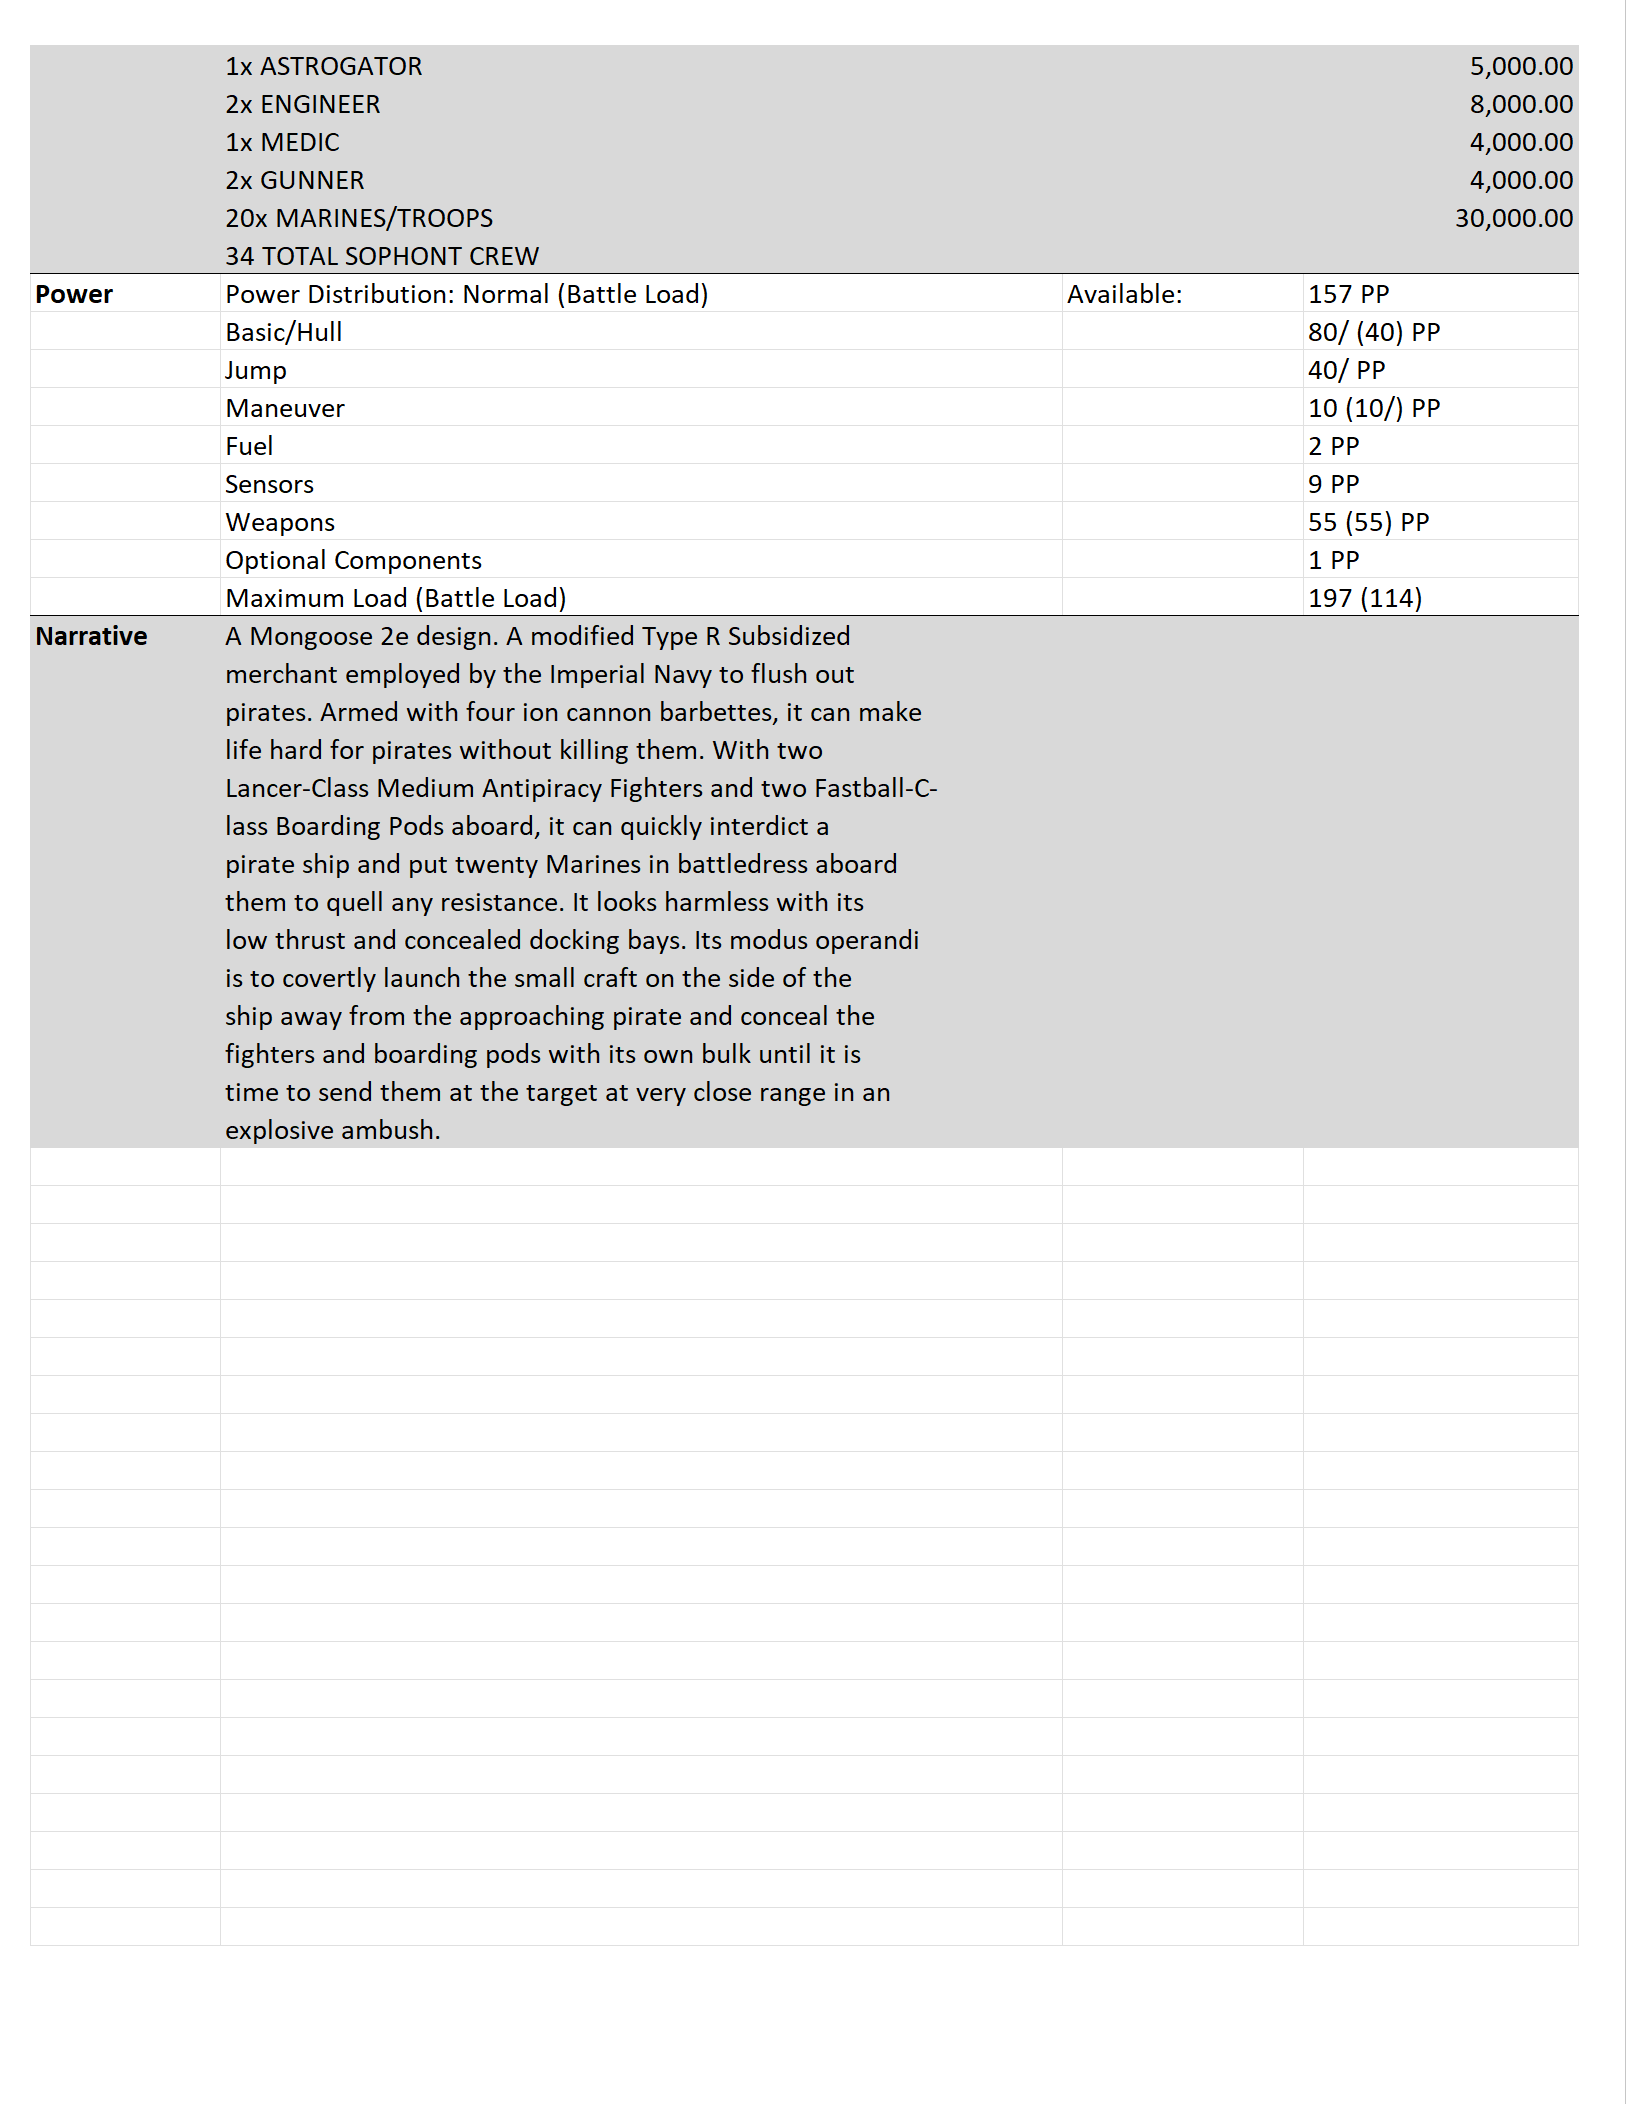 1x ASTROGATOR 5,000.00
2x ENGINEER 8,000.00
1x MEDIC 4,000.00
2x GUNNER 4,000.00
20x MARINES/TROOPS 30,000.00
34 TOTAL SOPHONT CREW
Power Power Distribution: Normal (Battle Load) Available: 157 PP
Basic/Hull 80/ (40) PP
Jump 40/ PP
Maneuver 10 (10/) PP
Fuel 2 PP
Sensors 9 PP
Weapons 55 (55) PP
Optional Components 1 PP
Maximum Load (Battle Load) 197 (114)
Narrative A Mongoose 2e design. A modified Type R Subsidized
merchant employed by the Imperial Navy to flush out
pirates. Armed with four ion cannon barbettes, it can make
life hard for pirates without killing them. With two
Lancer-Class Medium Antipiracy Fighters and two Fastball-C-
lass Boarding Pods aboard, it can quickly interdict a
pirate ship and put twenty Marines in battledress aboard
them to quell any resistance. It looks harmless with its
low thrust and concealed docking bays. Its modus operandi
is to covertly launch the small craft on the side of the
ship away from the approaching pirate and conceal the
fighters and boarding pods with its own bulk until it is
time to send them at the target at very close range in an
explosive ambush.